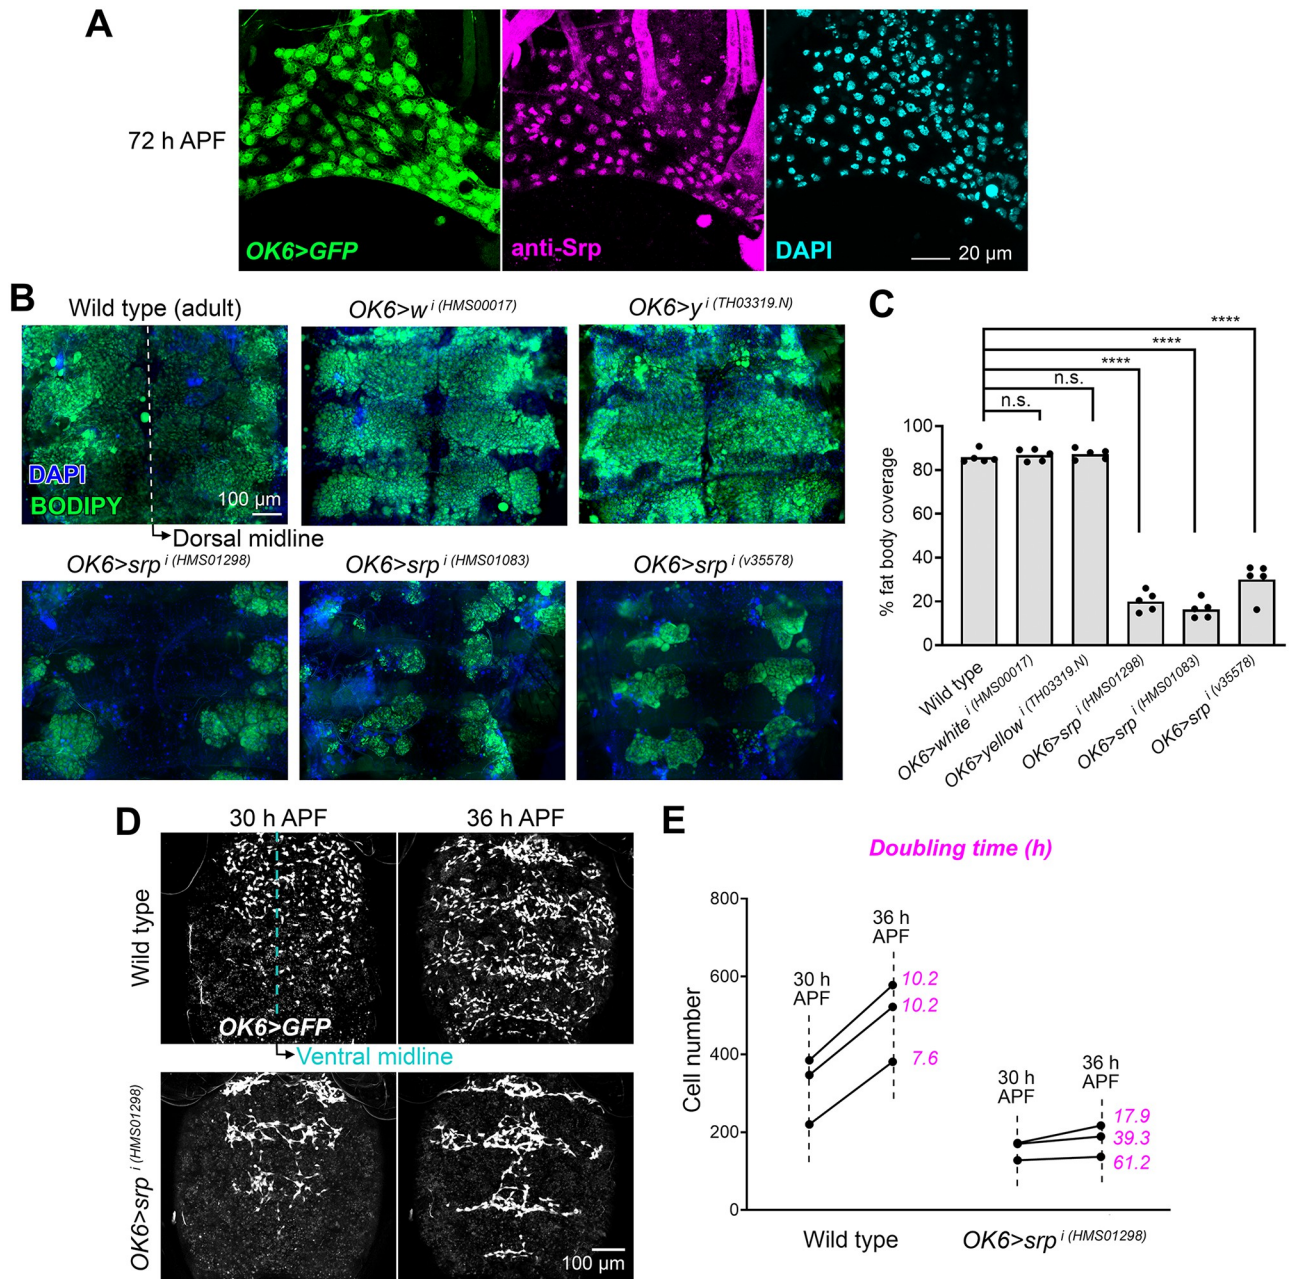 A
72 h APF
OK6>GFP
anti-Srp
DAPI
20 µm
B
Wild type (adult)
OK6>w i (HMS00017)
OK6>y i (TH03319.N)
DAPI
BODIPY
100 µm
Dorsal midline
OK6>srp i (HMS01298)
OK6>srp i (HMS01083)
OK6>srp i (v35578)
C
****
****
****
n.s.
n.s.
% fat body coverage
100
80
60
40
20
0
Wild type
OK6>white i (HMS00017)
OK6>yellow i (TH03319.N)
OK6>srp i (HMS01298)
OK6>srp i (HMS01083)
OK6>srp i (v35578)
D
30 h APF
36 h APF
Wild type
OK6>GFP
Ventral midline
OK6>srp i (HMS01298)
100 µm
E
Doubling time (h)
Cell number
800
600
400
200
0
30 h
APF
36 h
APF
10.2
10.2
7.6
30 h
APF
36 h
APF
17.9
39.3
61.2
Wild type
OK6>srp i (HMS01298)